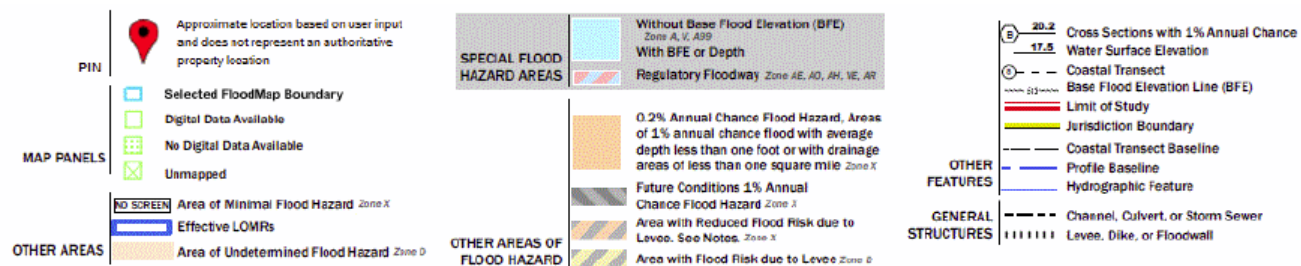 Approximate location based on user input
and does not represent an authoritative
property location
PIN
Selected FloodMap Boundary
Digital Data Available
No Digital Data Available
Unmapped
MAP PANELS
NO SCREEN Area of Minimal Flood Hazard Zone X
Effective LOMRs
Area of Undetermined Flood Hazard Zone D
OTHER AREAS
Without Base Flood Elevation (BFE)
Zone A, V, A99
With BFE or Depth
Regulatory Floodway Zone AE, AO, AH, VE, AR
SPECIAL FLOOD
HAZARD AREAS
0.2% Annual Chance Flood Hazard, Areas
of 1% annual chance flood with average
depth less than one foot or with drainage
areas of less than one square mile Zone X
Future Conditions 1% Annual
Chance Flood Hazard Zone X
Area with Reduced Flood Risk due to
Levee. See Notes. Zone X
Area with Flood Risk due to Levee Zone D
OTHER AREAS OF
FLOOD HAZARD
B 20.2 Cross Sections with 1% Annual Chance
17.5 Water Surface Elevation
8 Coastal Transect
513 Base Flood Elevation Line (BFE)
Limit of Study
Jurisdiction Boundary
Coastal Transect Baseline
Profile Baseline
Hydrographic Feature
OTHER
FEATURES
Channel, Culvert, or Storm Sewer
Levee, Dike, or Floodwall
GENERAL
STRUCTURES